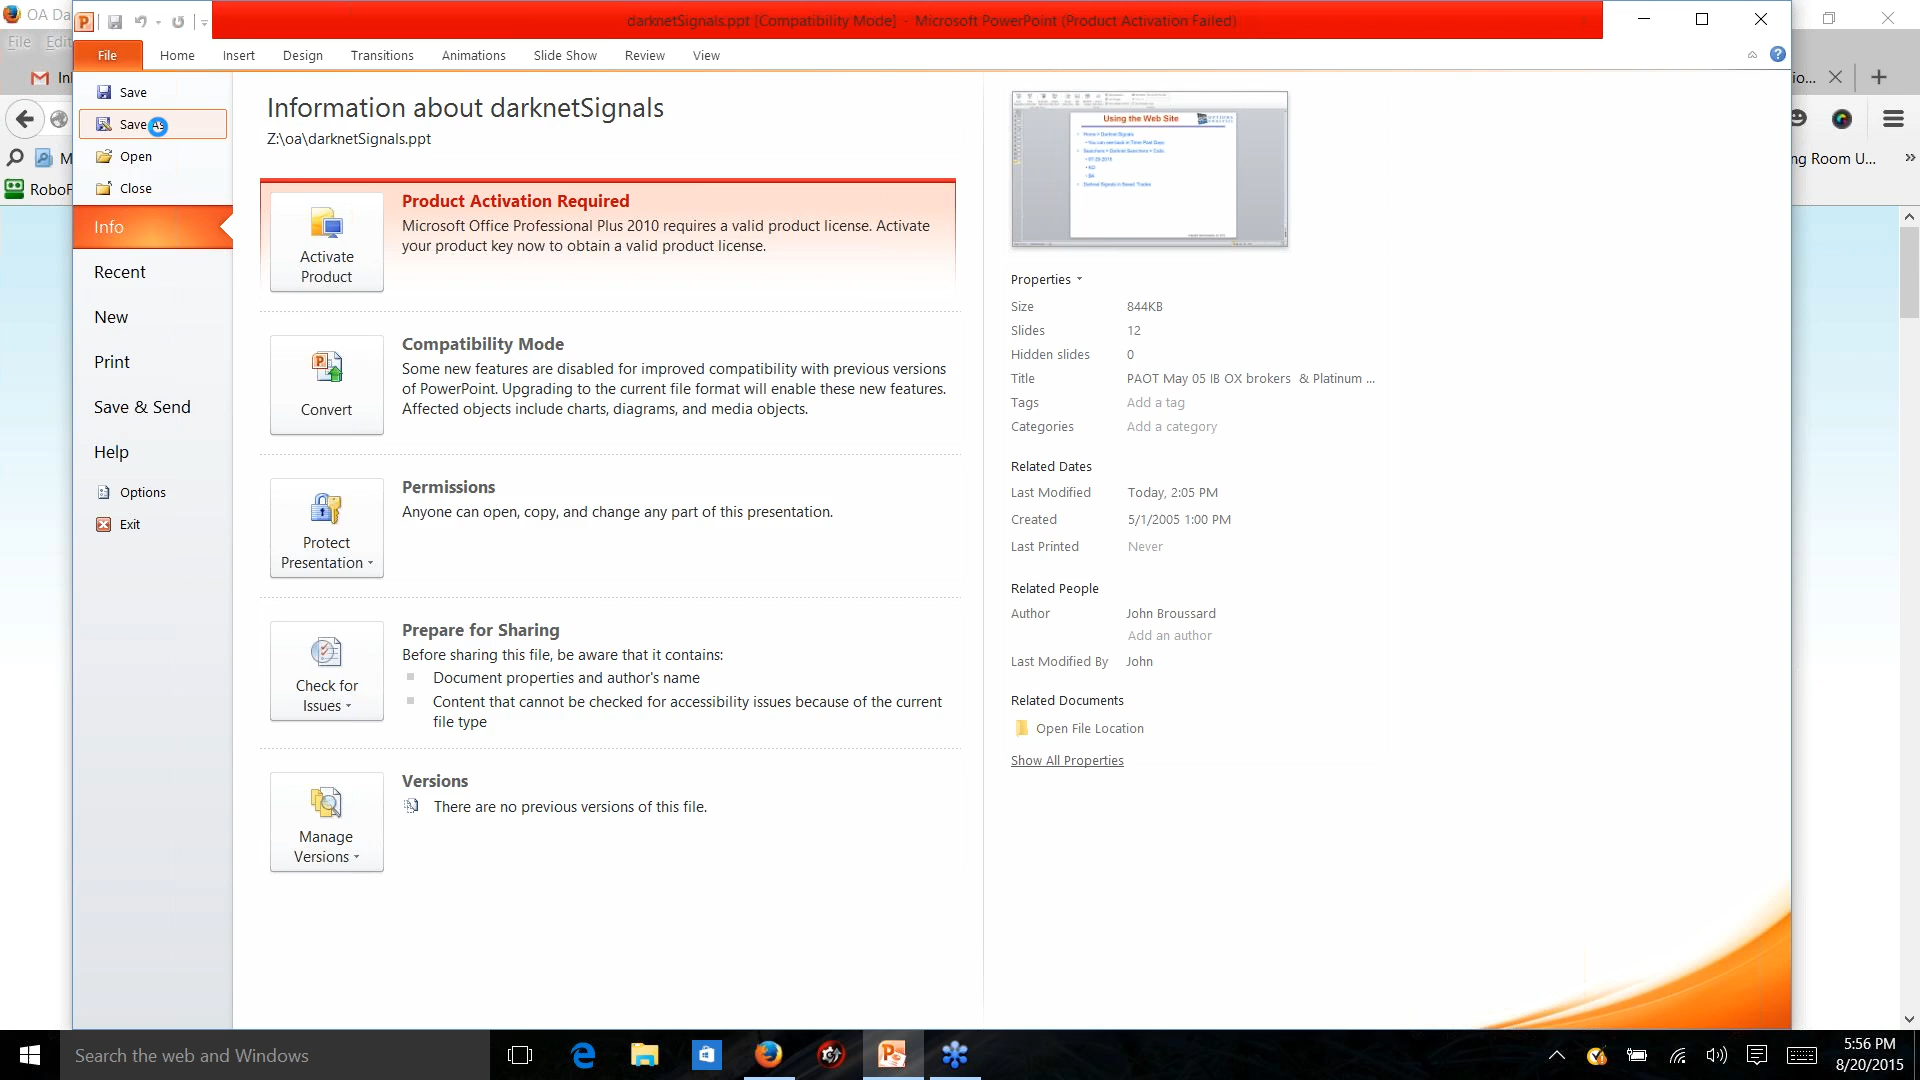 OA Da
darknetSignals.ppt [Compatibility Mode] - Microsoft PowerPoint (Product Activation Failed)
File Edit
File Home Insert Design Transitions Animations Slide Show Review View
Save
Save As
Open
Close
Info
Recent
New
Print
Save & Send
Help
Options
Exit
RoboF
ng Room U...
Information about darknetSignals
Z:\oa\darknetSignals.ppt
Activate
Product
Product Activation Required
Microsoft Office Professional Plus 2010 requires a valid product license. Activate
your product key now to obtain a valid product license.
Convert
Compatibility Mode
Some new features are disabled for improved compatibility with previous versions
of PowerPoint. Upgrading to the current file format will enable these new features.
Affected objects include charts, diagrams, and media objects.
Protect
Presentation
Permissions
Anyone can open, copy, and change any part of this presentation.
Check for
Issues
Prepare for Sharing
Before sharing this file, be aware that it contains:
Document properties and author's name
Content that cannot be checked for accessibility issues because of the current
file type
Manage
Versions
Versions
There are no previous versions of this file.
Using the Web Site
Properties
Size 844KB
Slides 12
Hidden slides 0
Title PAOT May 05 IB OX brokers & Platinum ...
Tags Add a tag
Categories Add a category
Related Dates
Last Modified Today, 2:05 PM
Created 5/1/2005 1:00 PM
Last Printed Never
Related People
Author John Broussard
Add an author
Last Modified By John
Related Documents
Open File Location
Show All Properties
Search the web and Windows
5:56 PM
8/20/2015